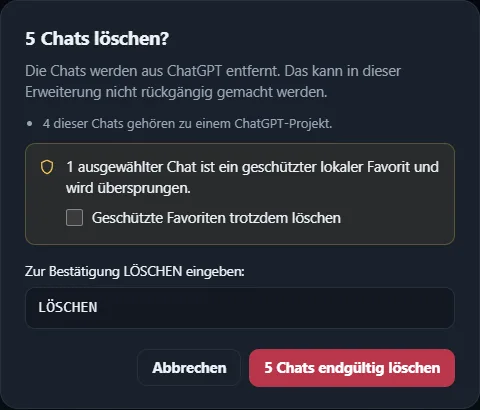 5 Chats löschen?
Die Chats werden aus ChatGPT entfernt. Das kann in dieser
Erweiterung nicht rückgängig gemacht werden.
• 4 dieser Chats gehören zu einem ChatGPT-Projekt.
1 ausgewählter Chat ist ein geschützter lokaler Favorit und
wird übersprungen.
Geschützte Favoriten trotzdem löschen
Zur Bestätigung LÖSCHEN eingeben:
LÖSCHEN
Abbrechen
5 Chats endgültig löschen